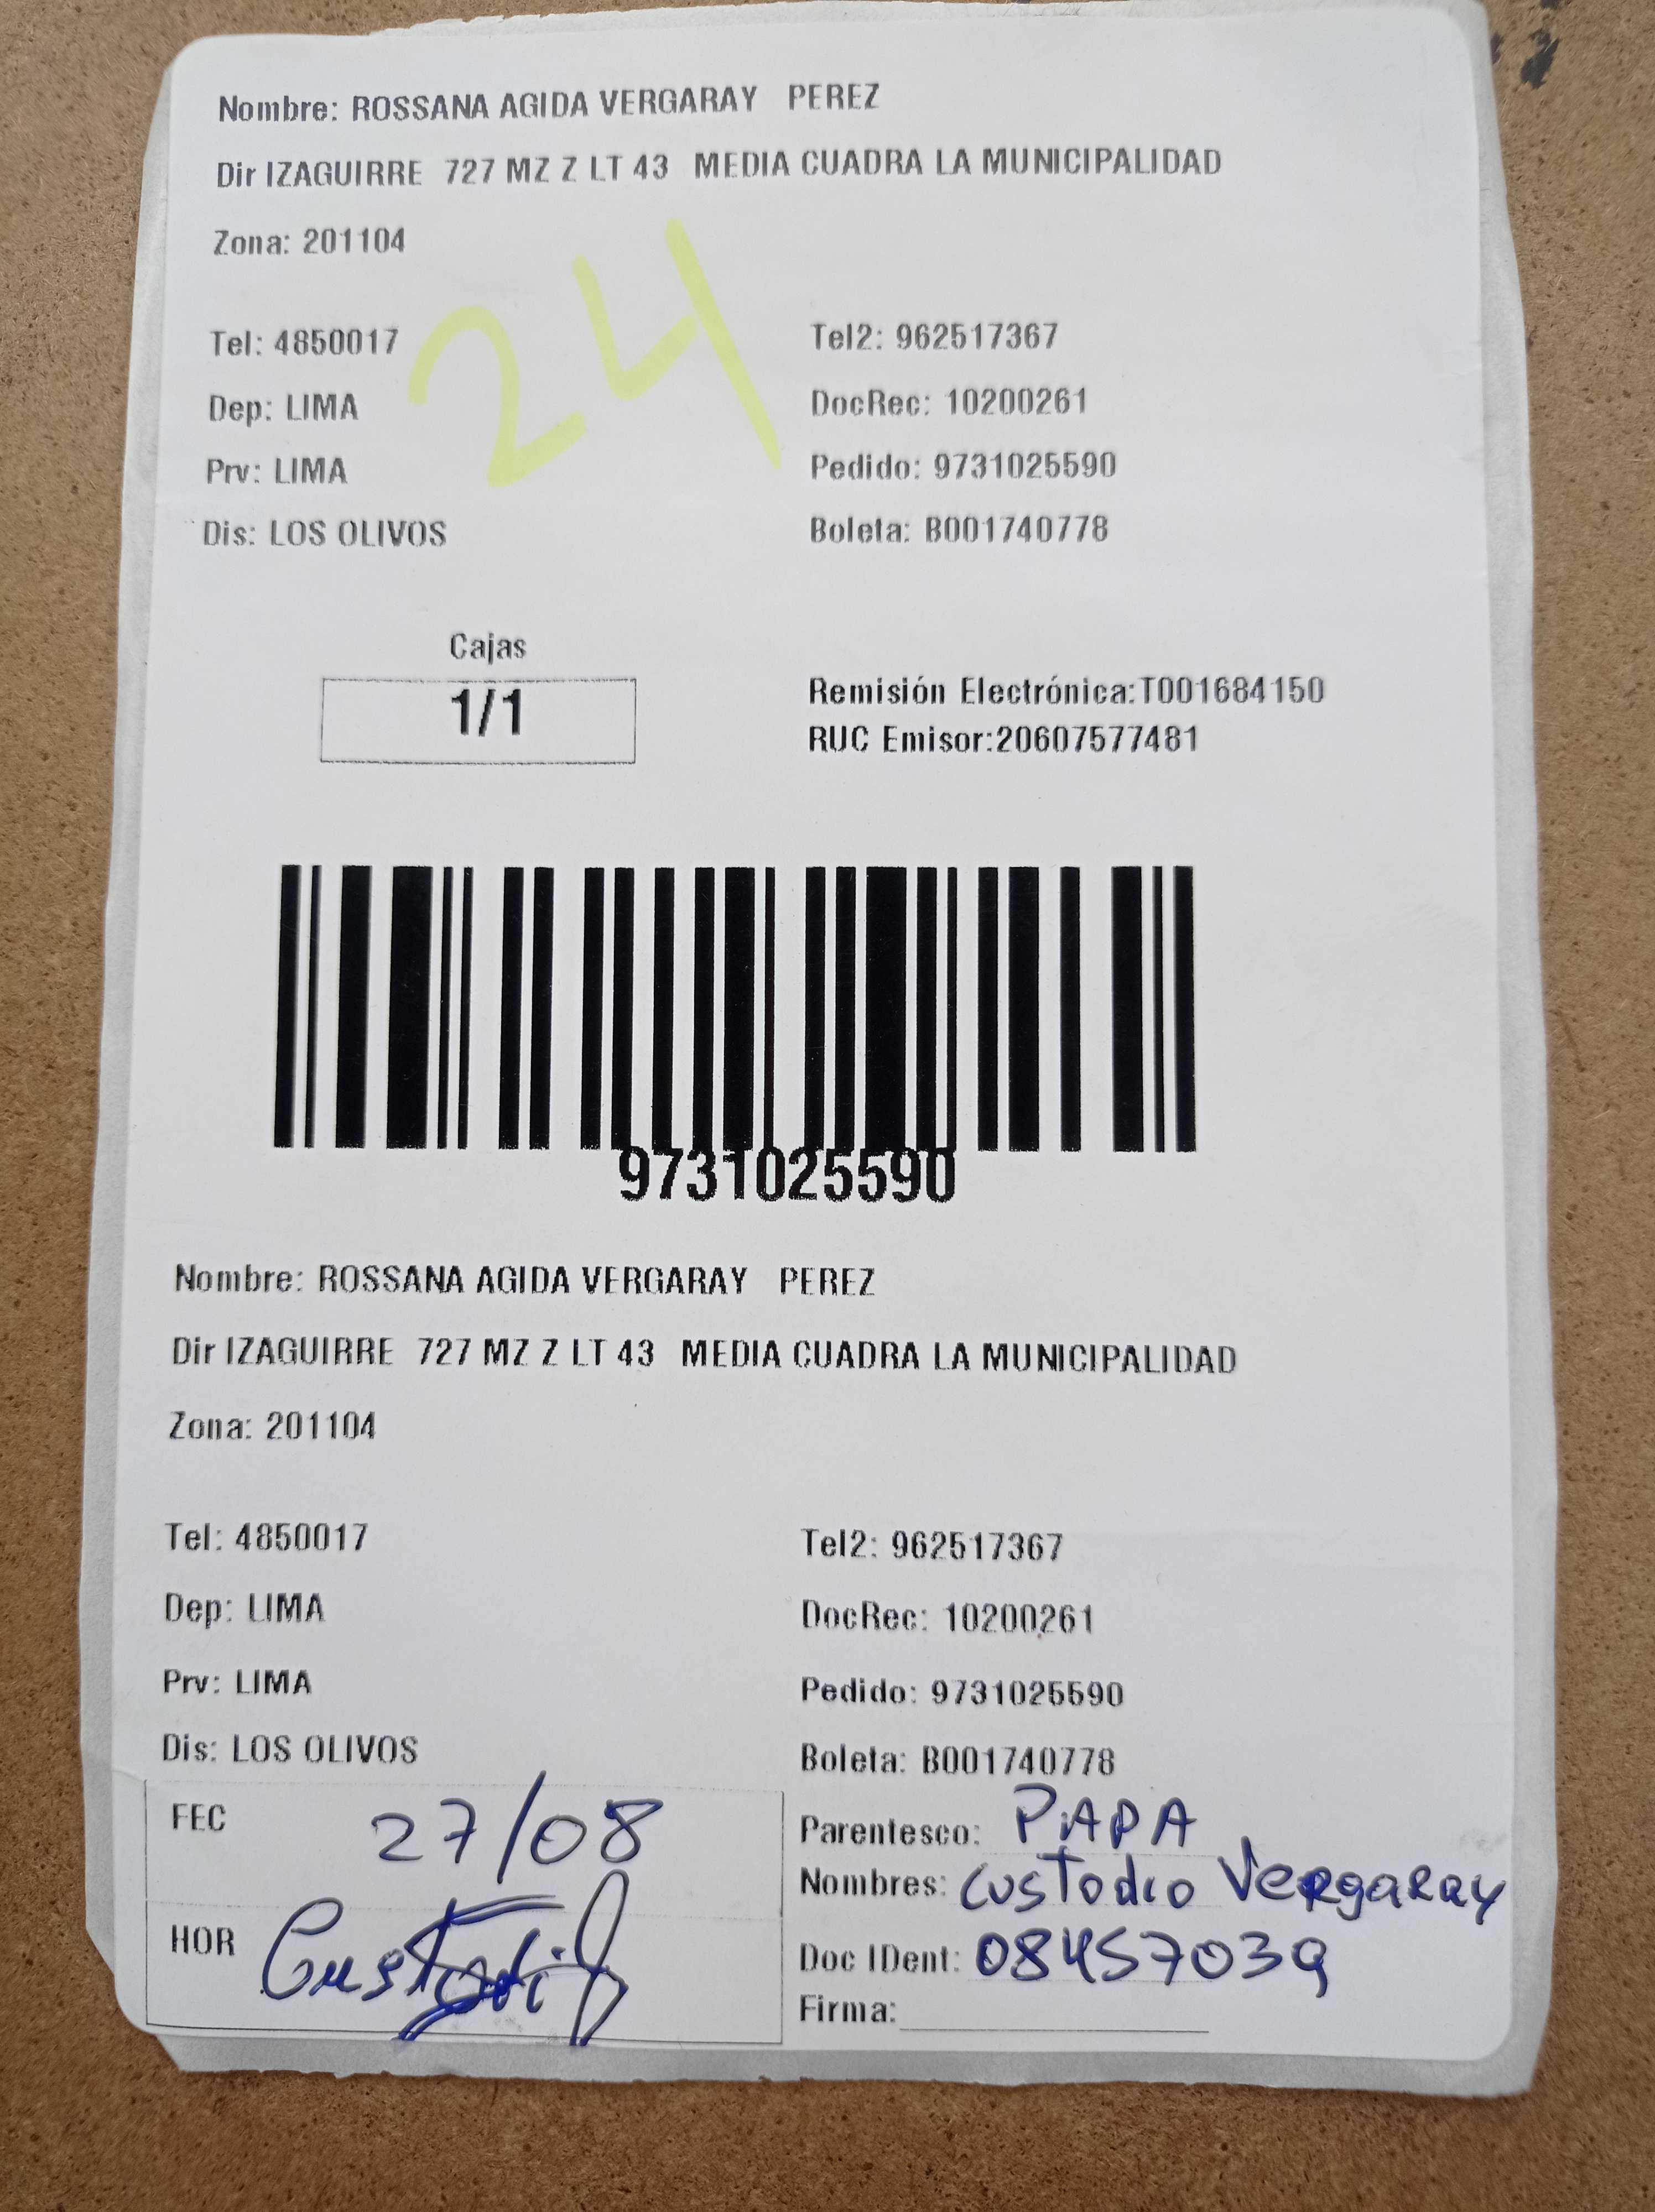 Nombre: ROSSANA AGIDA VERGARAY PEREZ
Dir IZAGUIRRE 727 MZ Z LT 43 MEDIA CUADRA LA MUNICIPALIDAD
Zona: 201104
24
Tel: 4850017 Tel2: 962517367
Dep: LIMA DocRec: 10200261
Prv: LIMA Pedido: 9731025590
Dis: LOS OLIVOS Boleta: B001740778
Cajas
1/1
Remisión Electrónica:T001684150
RUC Emisor:20607577481
9731025590
Nombre: ROSSANA AGIDA VERGARAY PEREZ
Dir IZAGUIRRE 727 MZ Z LT 43 MEDIA CUADRA LA MUNICIPALIDAD
Zona: 201104
Tel: 4850017 Tel2: 962517367
Dep: LIMA DocRec: 10200261
Prv: LIMA Pedido: 9731025590
Dis: LOS OLIVOS Boleta: B001740778
FEC 27/08 Parentesco: PAPA
Nombres: Custodio Vergaray
HOR Doc IDent: 08457039
Firma: